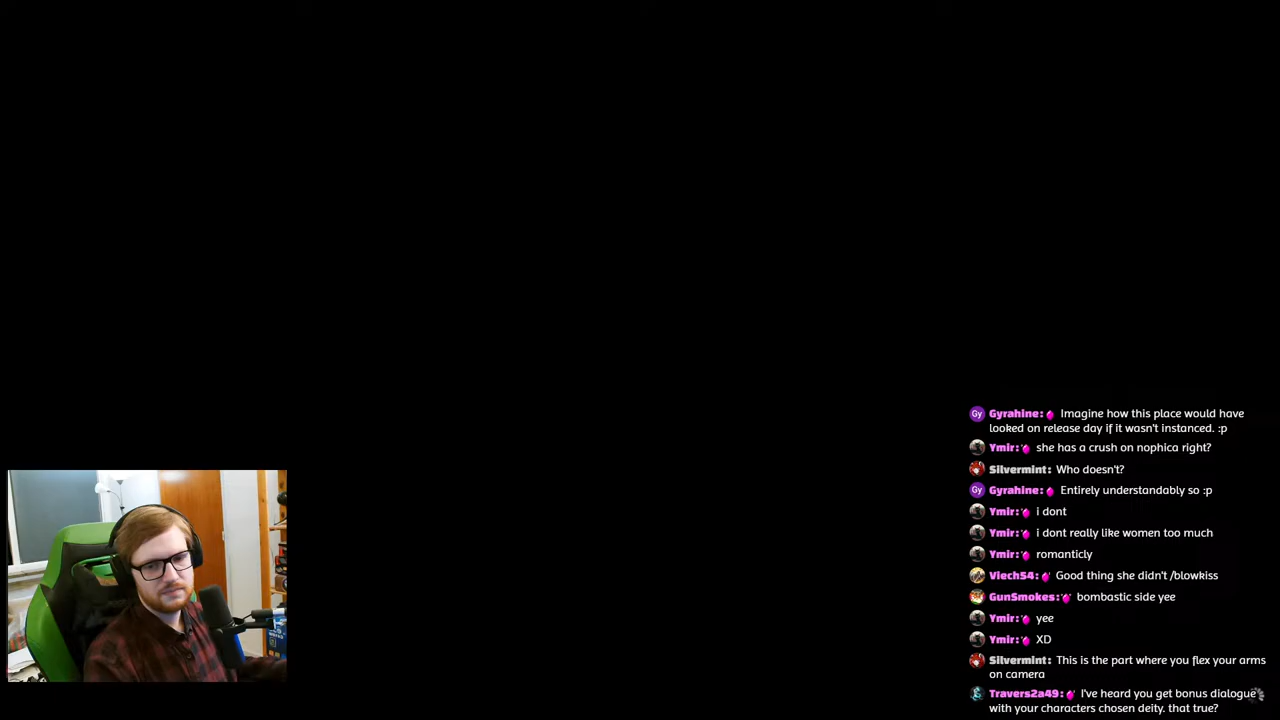 Gy Gyrahine: Imagine how this place would have
looked on release day if it wasn't instanced. :p
Ymir: she has a crush on nophica right?
Silvermint: Who doesn't?
Gy Gyrahine: Entirely understandably so :p
Ymir: i dont
Ymir: i dont really like women too much
Ymir: romanticly
Viech54: Good thing she didn't /blowkiss
GunSmokes: bombastic side yee
Ymir: yee
Ymir: XD
Silvermint: This is the part where you flex your arms
on camera
Travers2a49: I've heard you get bonus dialogue
with your characters chosen deity. that true?